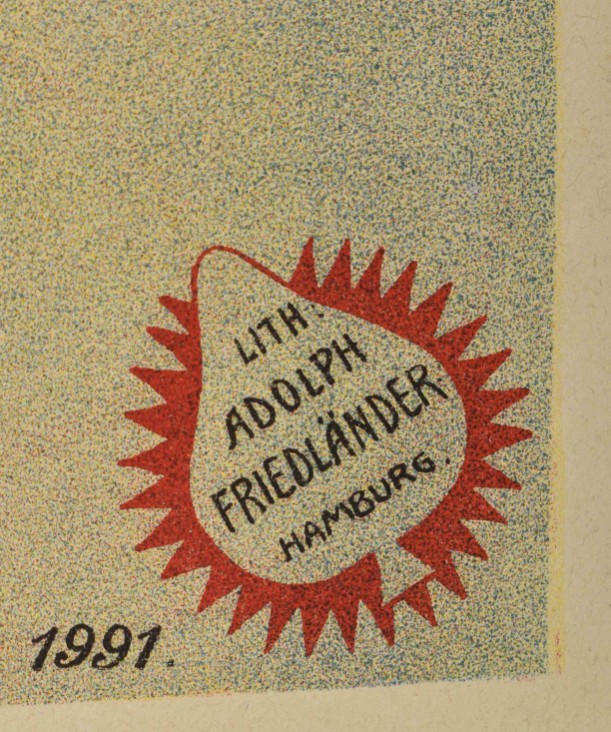 LITH:
ADOLPH
FRIEDLÄNDER.
HAMBURG.
1991.